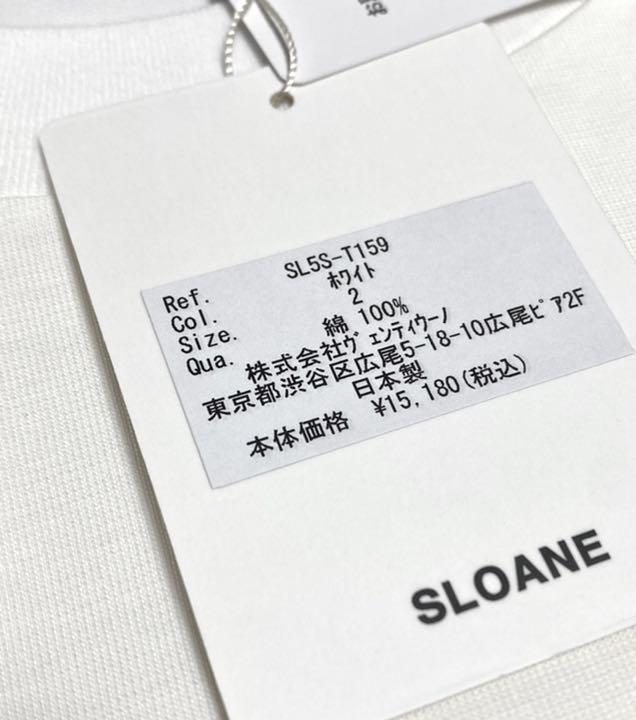 Ref. SL5S-T159
Col. ホワイト
Size. 2
Qua. 綿 100%
株式会社ヴェンティウーノ
東京都渋谷区広尾5-18-10広尾ピア2F
日本製
本体価格 ¥15,180(税込)
SLOANE